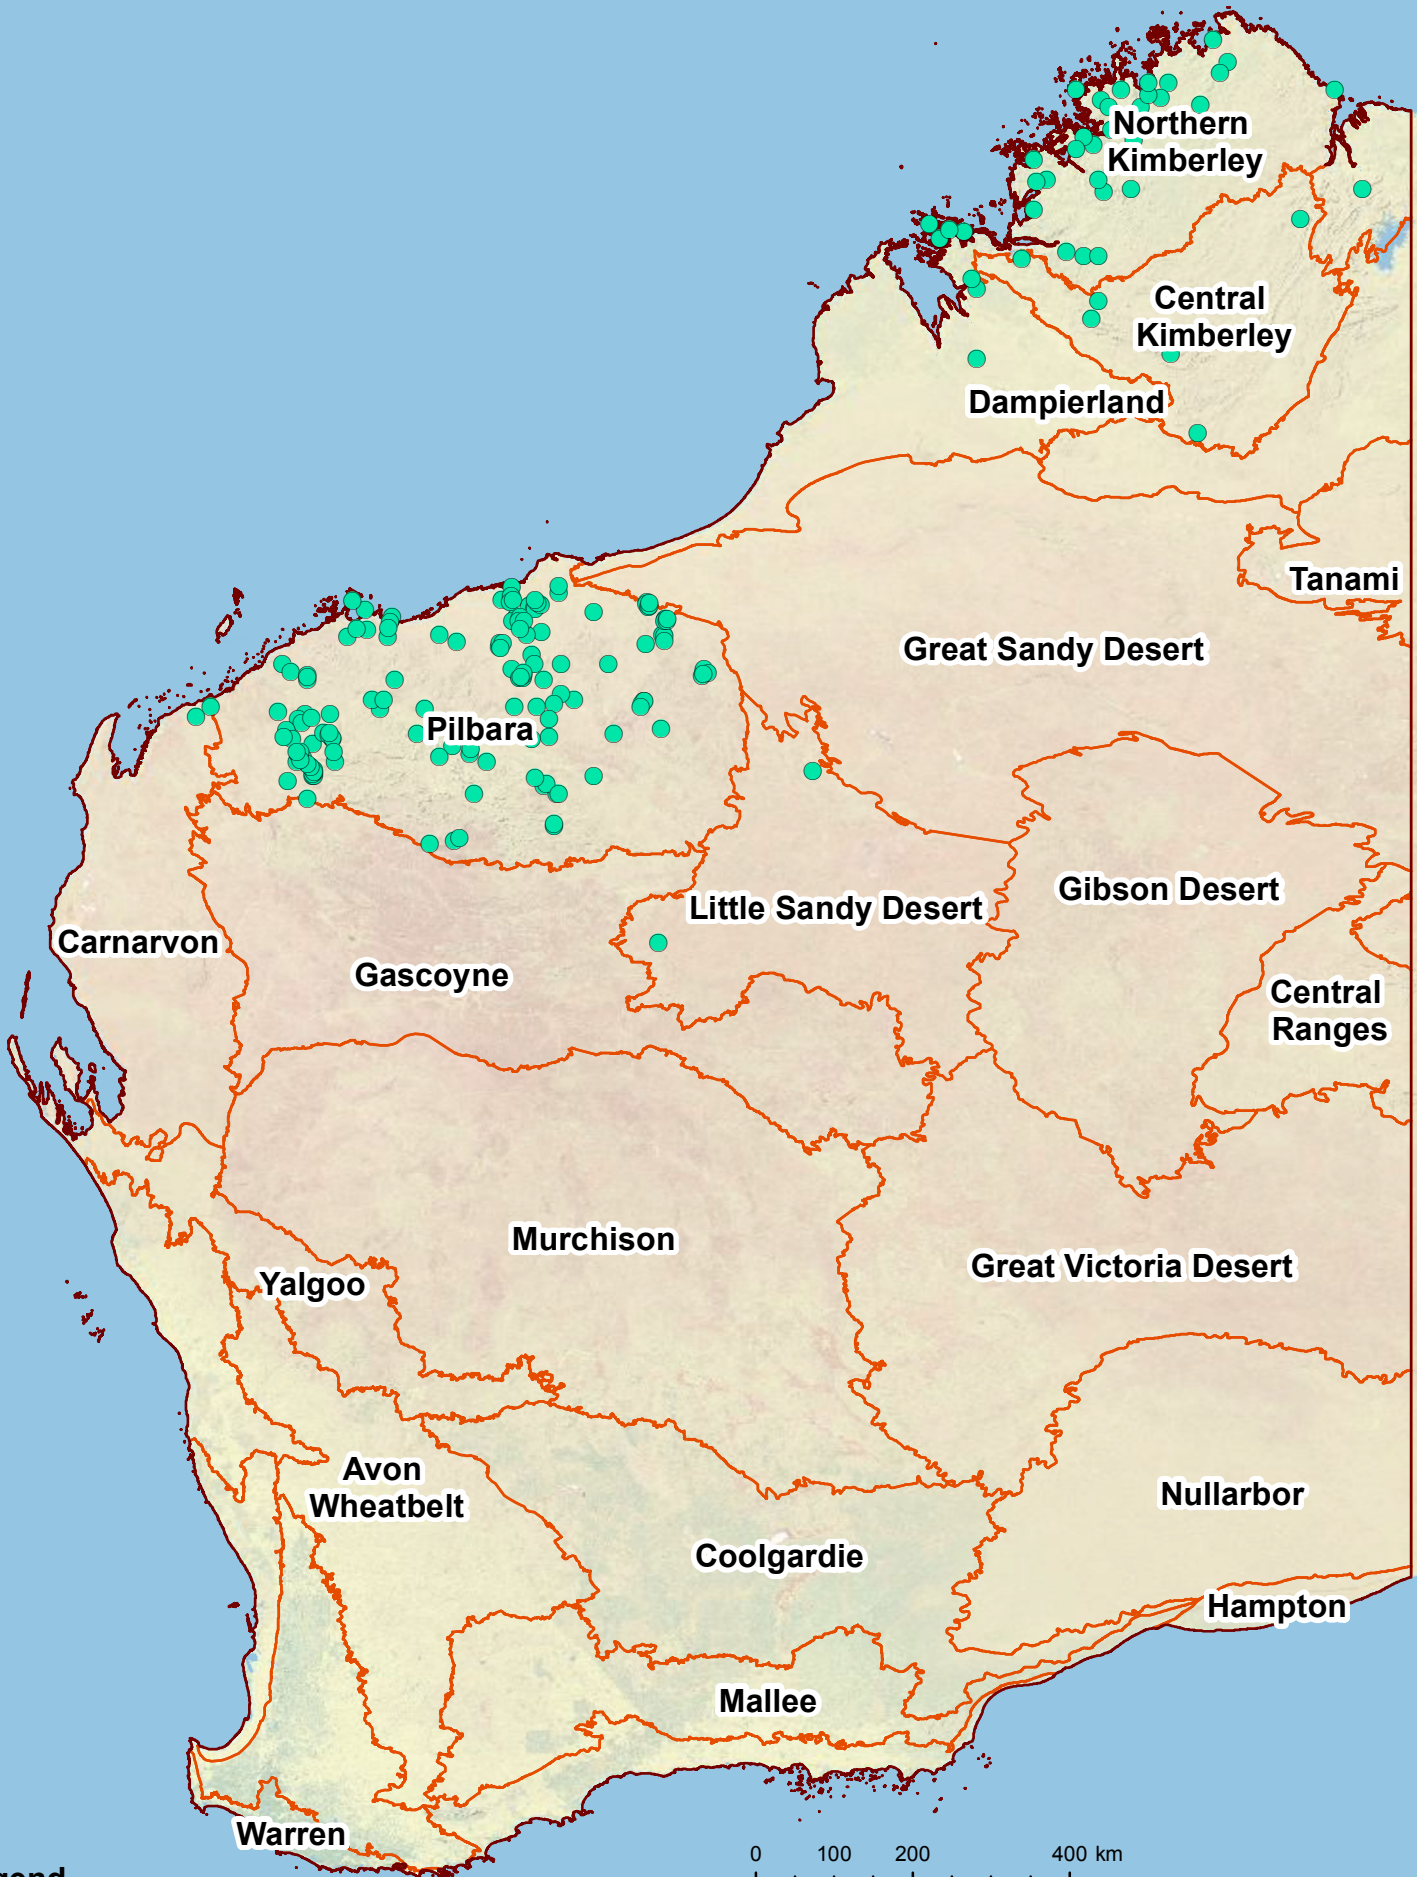 Northern
Kimberley
Central
Kimberley
Dampierland
Tanami
Great Sandy Desert
Pilbara
Gibson Desert
Little Sandy Desert
Carnarvon
Gascoyne
Central
Ranges
Murchison
Great Victoria Desert
Yalgoo
Avon
Wheatbelt
Nullarbor
Coolgardie
Hampton
Mallee
Warren
0 100 200 400 km